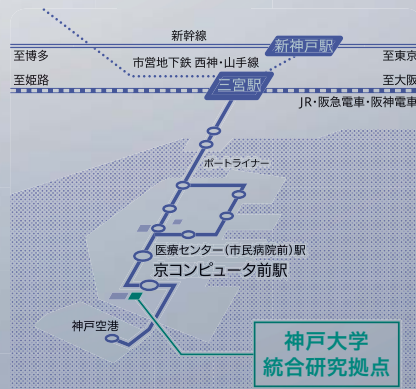 新幹線
新神戸駅
至博多
至東京
市営地下鉄 西神・山手線
至姫路
三宮駅
至大阪
JR・阪急電車・阪神電車
ポートライナー
医療センター(市民病院前)駅
京コンピュータ前駅
神戸空港
神戸大学
統合研究拠点